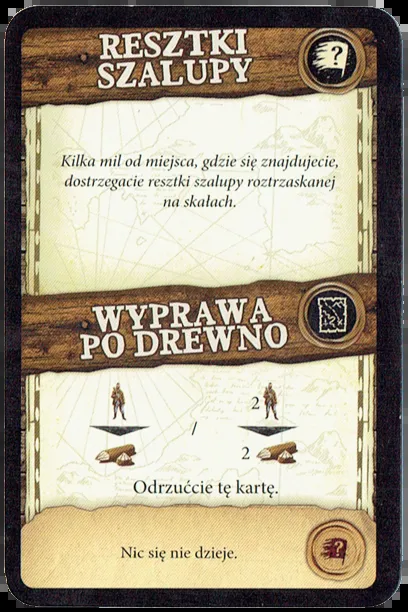 RESZTKI
SZALUPY
?
Kilka mil od miejsca, gdzie się znajdujecie,
dostrzegacie resztki szalupy roztrzaskanej
na skałach.
WYPRAWA
PO DREWNO
/ 2
2
Odrzućcie tę kartę.
Nic się nie dzieje.
?